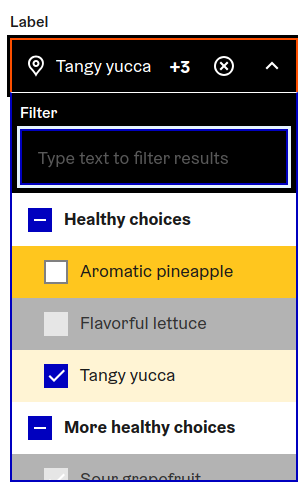 Label
Tangy yucca +3
Filter
Type text to filter results
Healthy choices
Aromatic pineapple
Flavorful lettuce
Tangy yucca
More healthy choices
Sour grapefruit